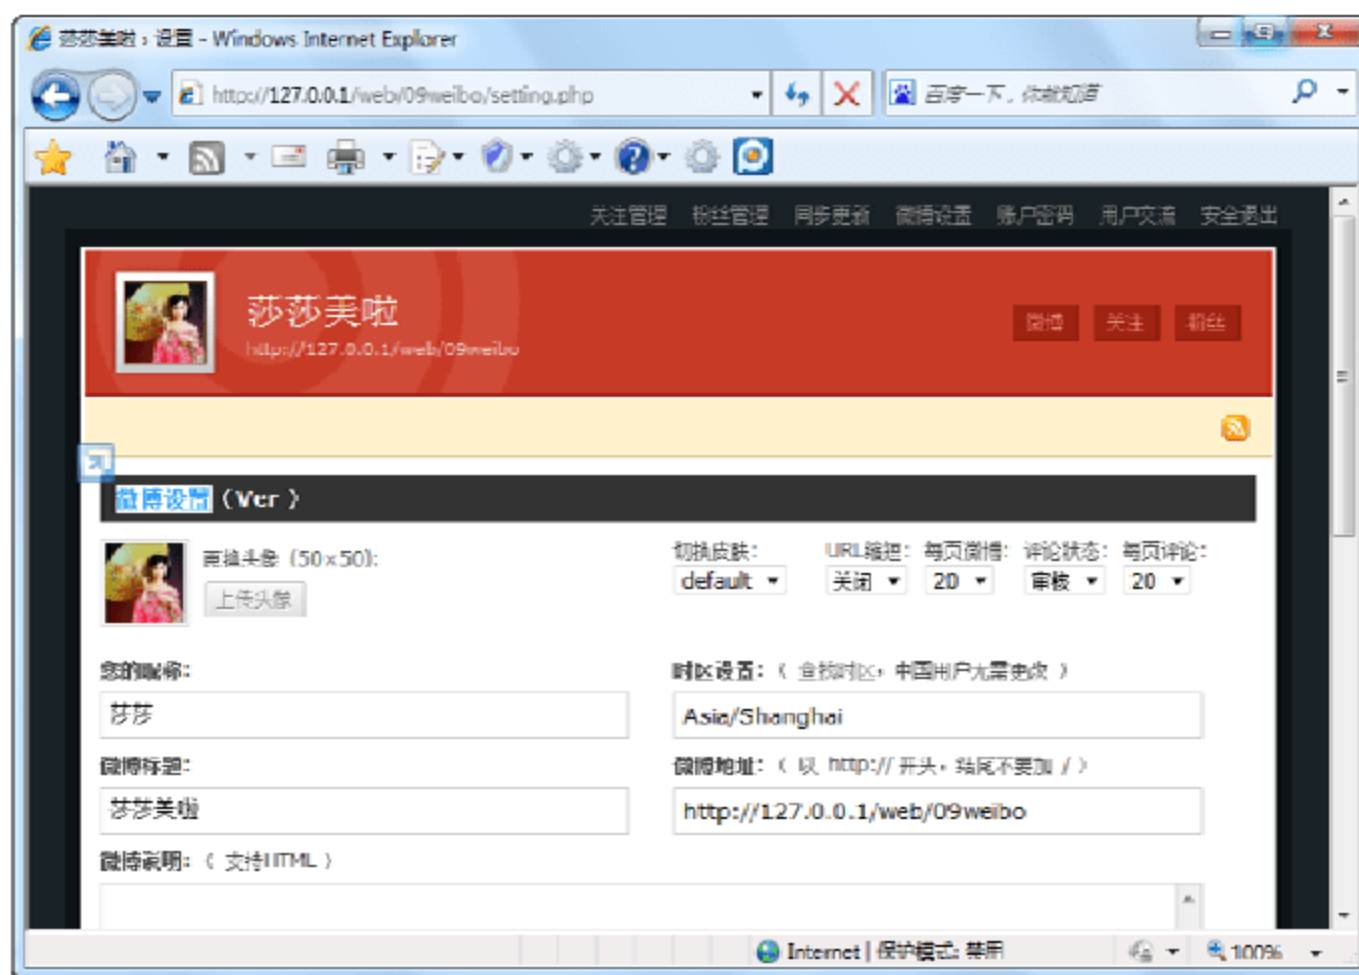 莎莎美啦 › 设置 - Windows Internet Explorer
http://127.0.0.1/web/09weibo/setting.php
百度一下，你就知道
关注管理 粉丝管理 同步更新 微博设置 账户密码 用户交流 安全退出
莎莎美啦
http://127.0.0.1/web/09weibo
微博 关注 粉丝
微博设置（Ver ）
更换头像（50×50）:
上传头像
切换皮肤: URL缩短: 每页微博: 评论状态: 每页评论:
default 关闭 20 审核 20
您的昵称:
莎莎
时区设置:（ 查找时区，中国用户无需更改 ）
Asia/Shanghai
微博标题:
莎莎美啦
微博地址:（ 以 http:// 开头，结尾不要加 / ）
http://127.0.0.1/web/09weibo
微博说明:（ 支持HTML ）
Internet | 保护模式: 禁用
100%